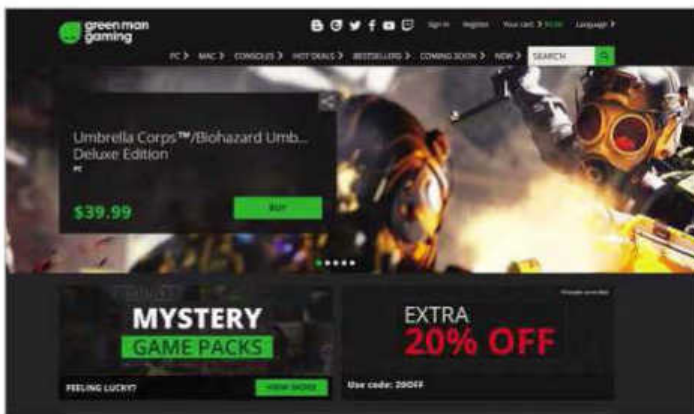 green man
gaming
Sign in Register Your cart > Language >
PC > MAC > CONSOLES > HOT DEALS > BESTSELLERS > COMING SOON > NEW > SEARCH
Umbrella Corps™/Biohazard Umb...
Deluxe Edition
PC
$39.99
BUY
MYSTERY
GAME PACKS
FEELING LUCKY?
VIEW MORE
EXTRA
20% OFF
Use code: 20OFF